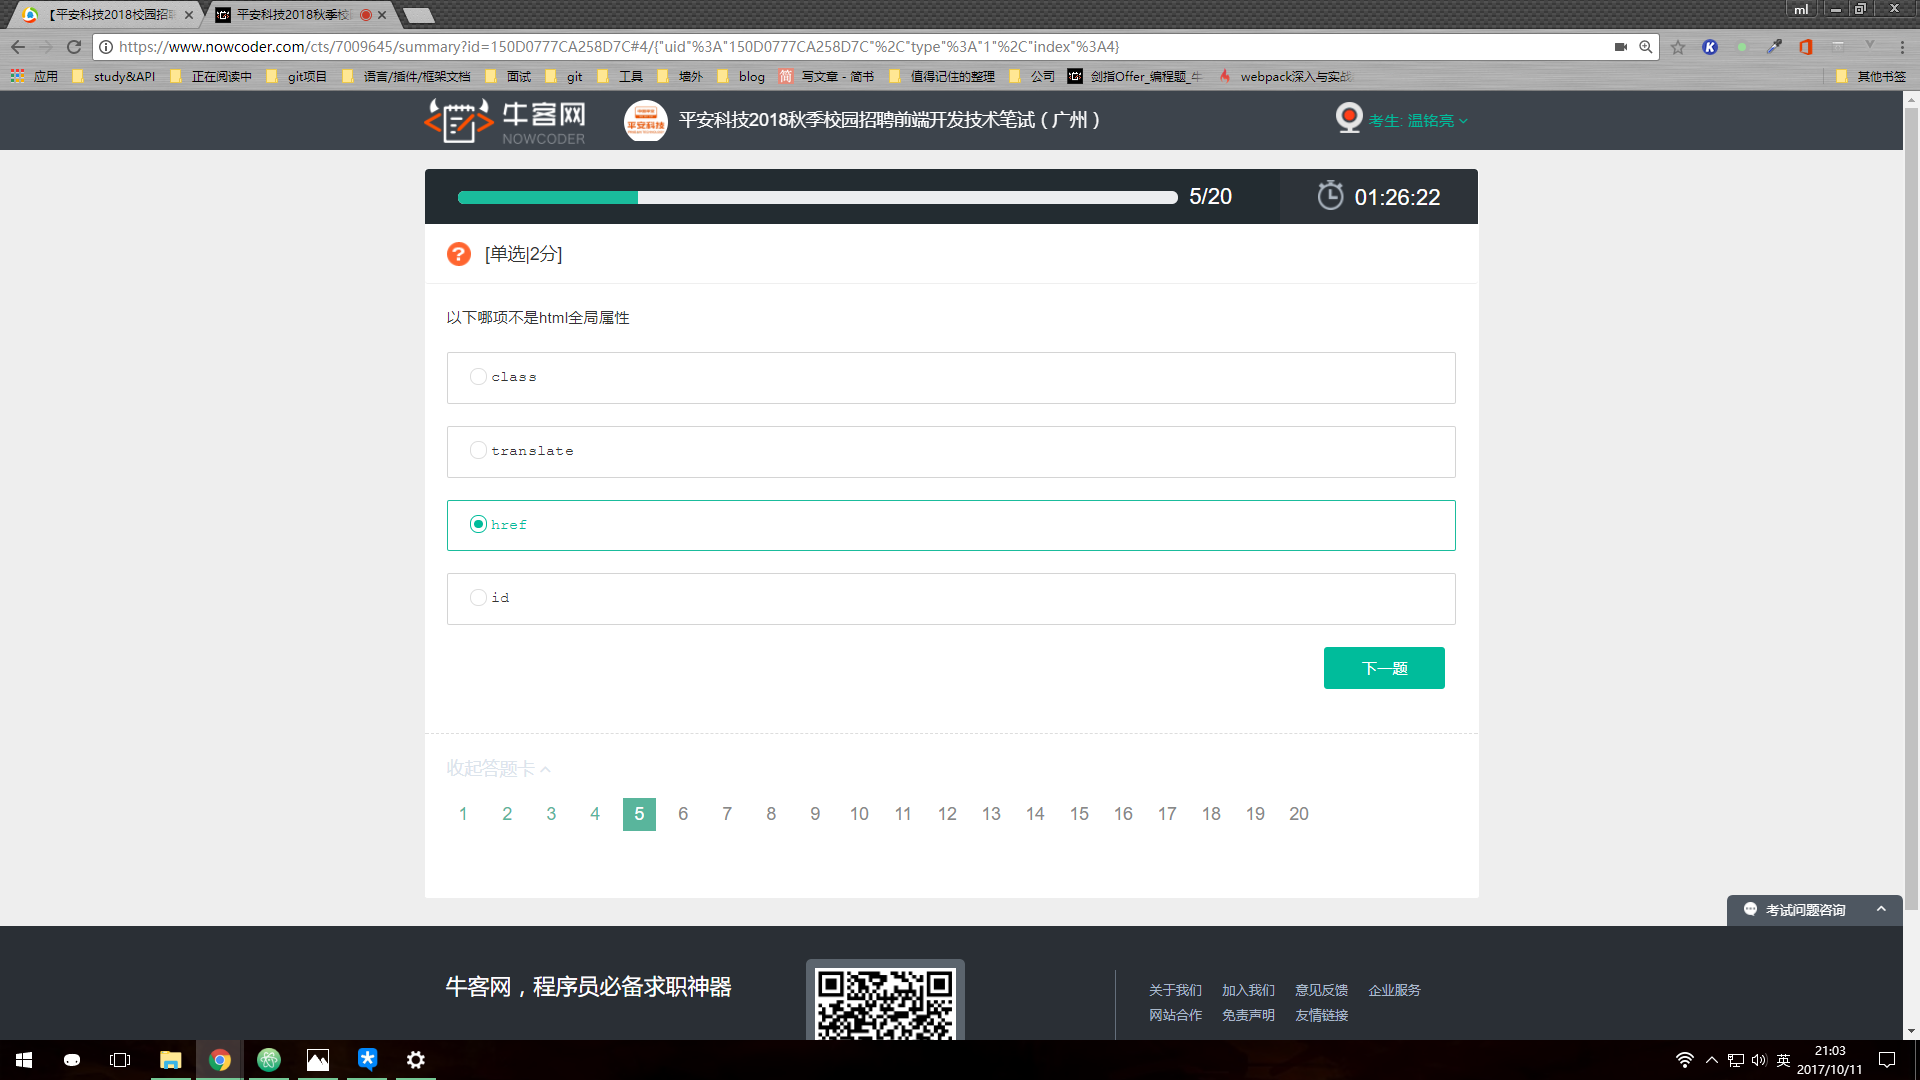 【平安科技2018校园招聘
平安科技2018秋季校
ml
https://www.nowcoder.com/cts/7009645/summary?id=150D0777CA258D7C#4/{"uid"%3A"150D0777CA258D7C"%2C"type"%3A"1"%2C"index"%3A4}
应用 study&API 正在阅读中 git项目 语言/插件/框架文档 面试 git 工具 墙外 blog 简 写文章 - 简书 值得记住的整理 公司 剑指Offer_编程题_牛 webpack深入与实战 其他书签
牛客网
NOWCODER
平安科技
平安科技2018秋季校园招聘前端开发技术笔试（广州）
考生: 温铭亮
5/20
01:26:22
? [单选|2分]
以下哪项不是html全局属性
class
translate
href
id
下一题
收起答题卡
1 2 3 4 5 6 7 8 9 10 11 12 13 14 15 16 17 18 19 20
考试问题咨询
牛客网，程序员必备求职神器
关于我们 加入我们 意见反馈 企业服务
网站合作 免责声明 友情链接
英
21:03
2017/10/11